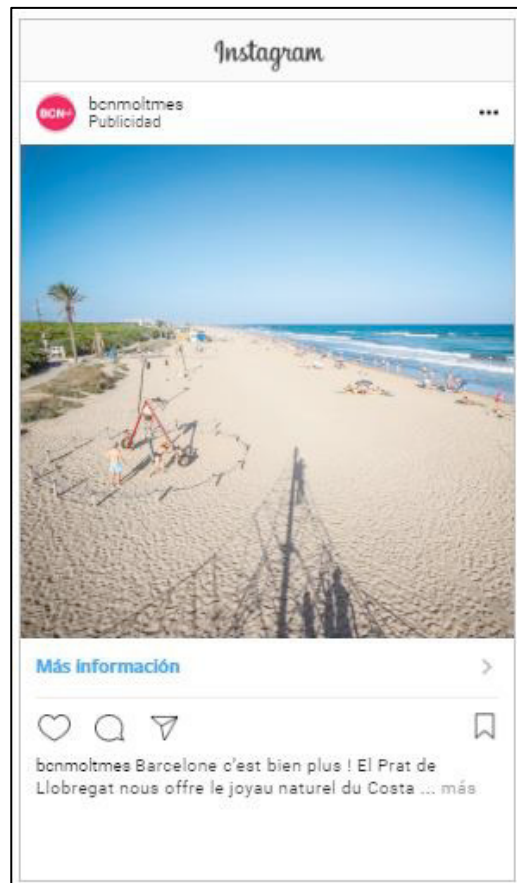 Instagram
BCN
bcnmoltmes
Publicidad
•••
Más información
bcnmoltmes Barcelone c'est bien plus ! El Prat de
Llobregat nous offre le joyau naturel du Costa ... más